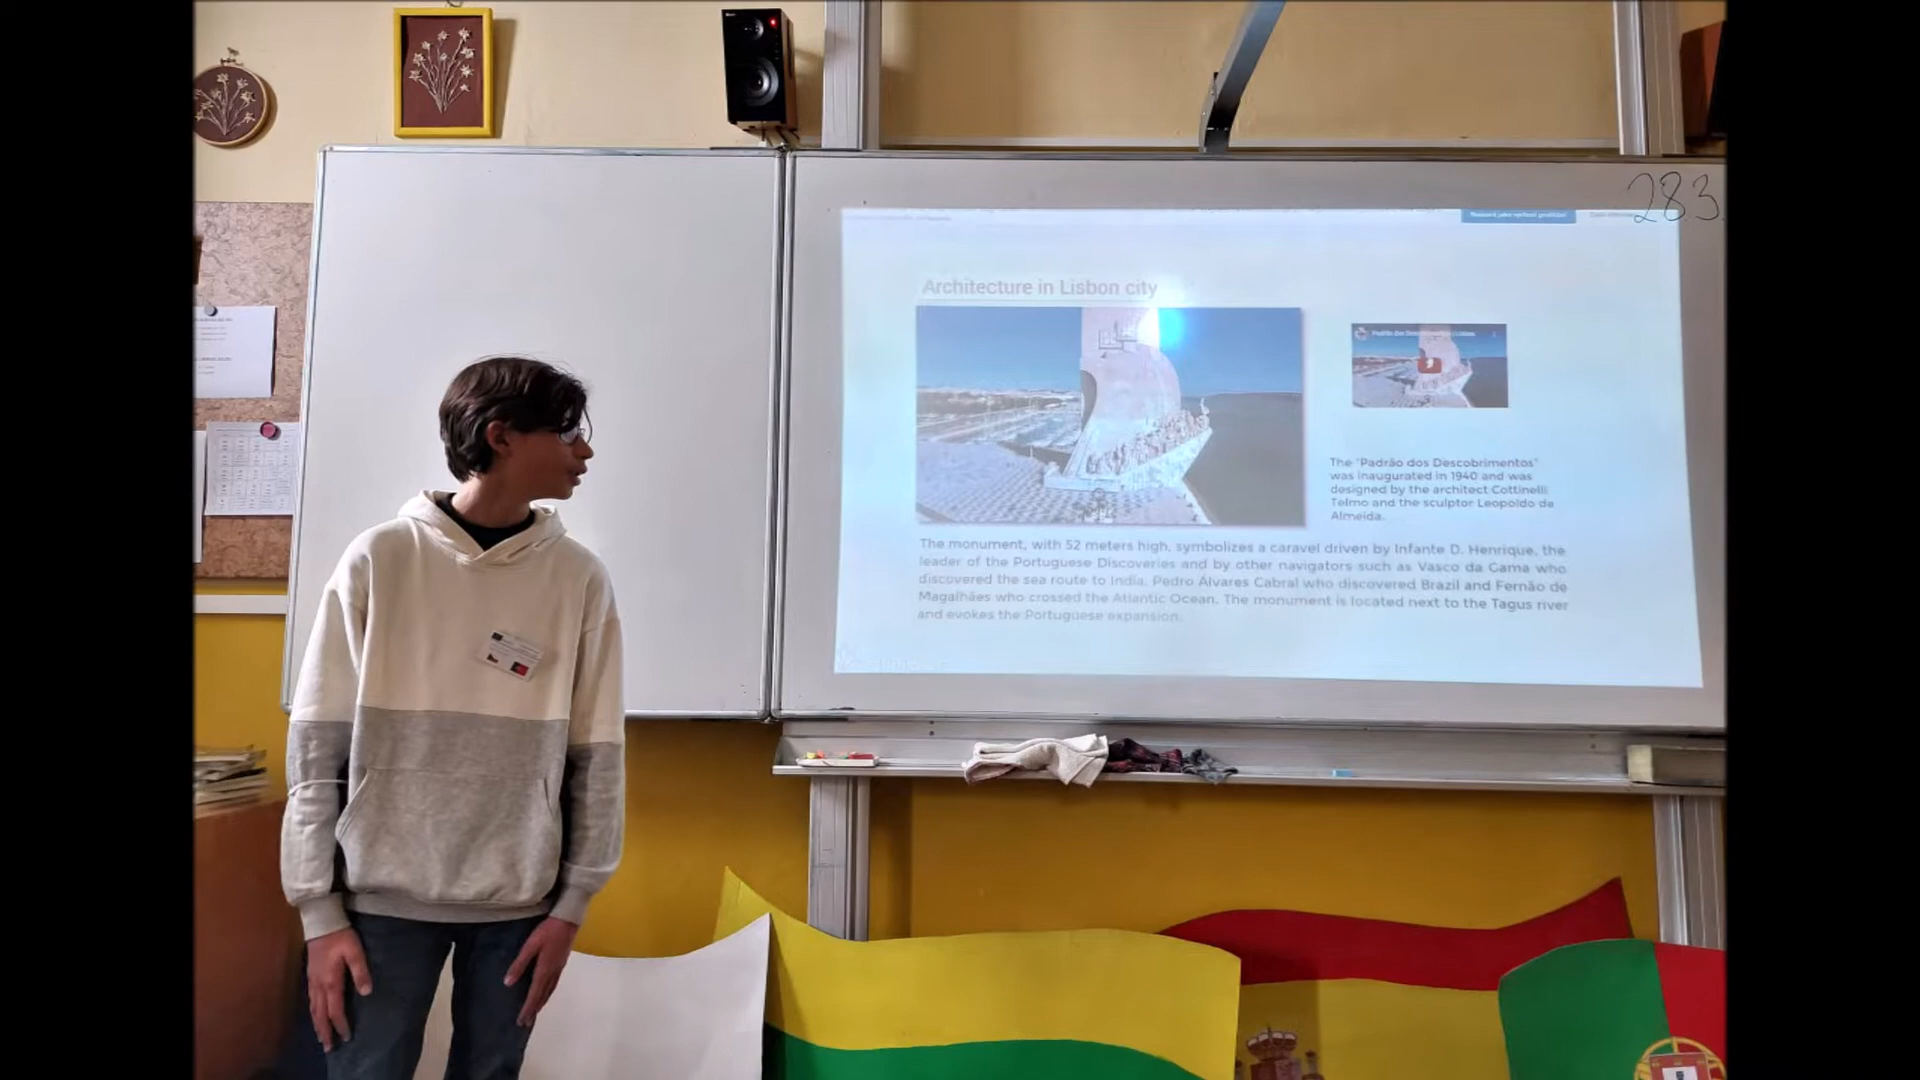 283
Architecture in Lisbon city
Padrão dos Descobrimentos
The "Padrão dos Descobrimentos"
was inaugurated in 1940 and was
designed by the architect Cottinelli
Telmo and the sculptor Leopoldo de
Almeida.
The monument, with 52 meters high, symbolizes a caravel driven by Infante D. Henrique, the
leader of the Portuguese Discoveries and by other navigators such as Vasco da Gama who
discovered the sea route to India, Pedro Álvares Cabral who discovered Brazil and Fernão de
Magalhães who crossed the Atlantic Ocean. The monument is located next to the Tagus river
and evokes the Portuguese expansion.